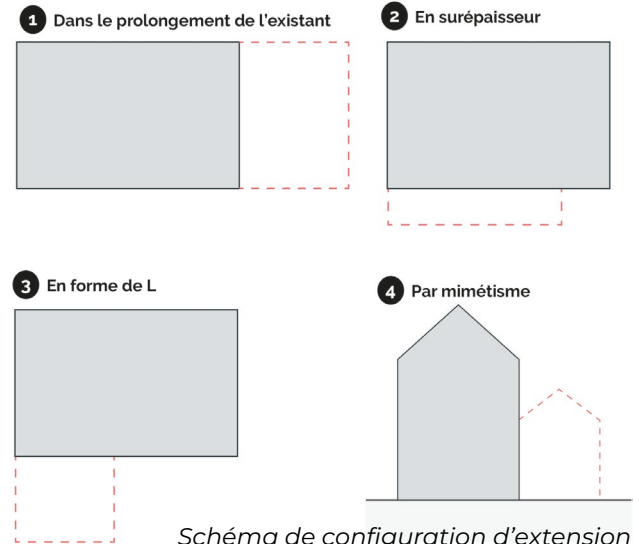 1 Dans le prolongement de l'existant
2 En surépaisseur
3 En forme de L
4 Par mimétisme
Schéma de configuration d'extension